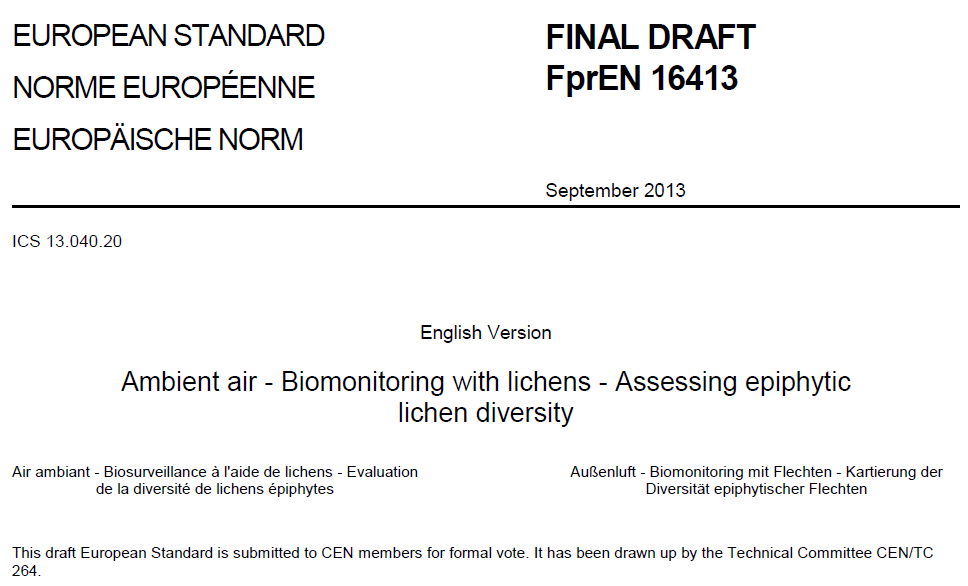 EUROPEAN STANDARD
NORME EUROPÉENNE
EUROPÄISCHE NORM
FINAL DRAFT
FprEN 16413
September 2013
ICS 13.040.20
English Version
Ambient air - Biomonitoring with lichens - Assessing epiphytic
lichen diversity
Air ambiant - Biosurveillance à l'aide de lichens - Evaluation
de la diversité de lichens épiphytes
Außenluft - Biomonitoring mit Flechten - Kartierung der
Diversität epiphytischer Flechten
This draft European Standard is submitted to CEN members for formal vote. It has been drawn up by the Technical Committee CEN/TC
264.